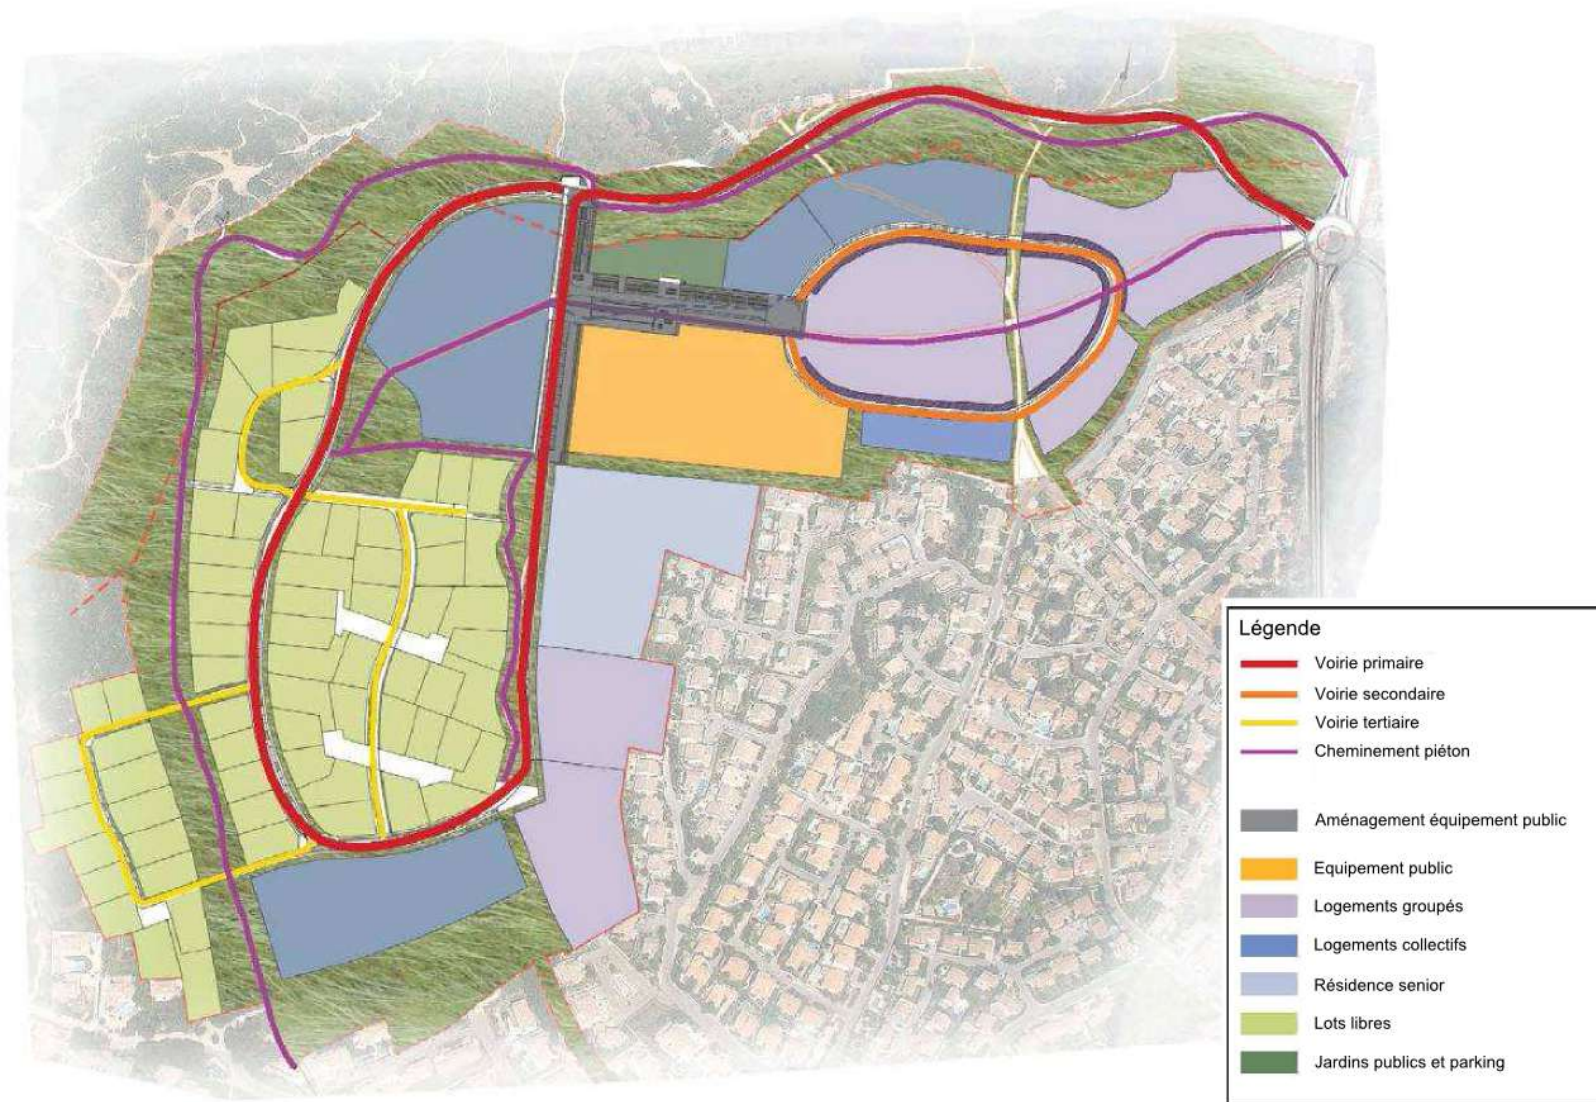 Légende
Voirie primaire
Voirie secondaire
Voirie tertiaire
Cheminement piéton
Aménagement équipement public
Equipement public
Logements groupés
Logements collectifs
Résidence senior
Lots libres
Jardins publics et parking